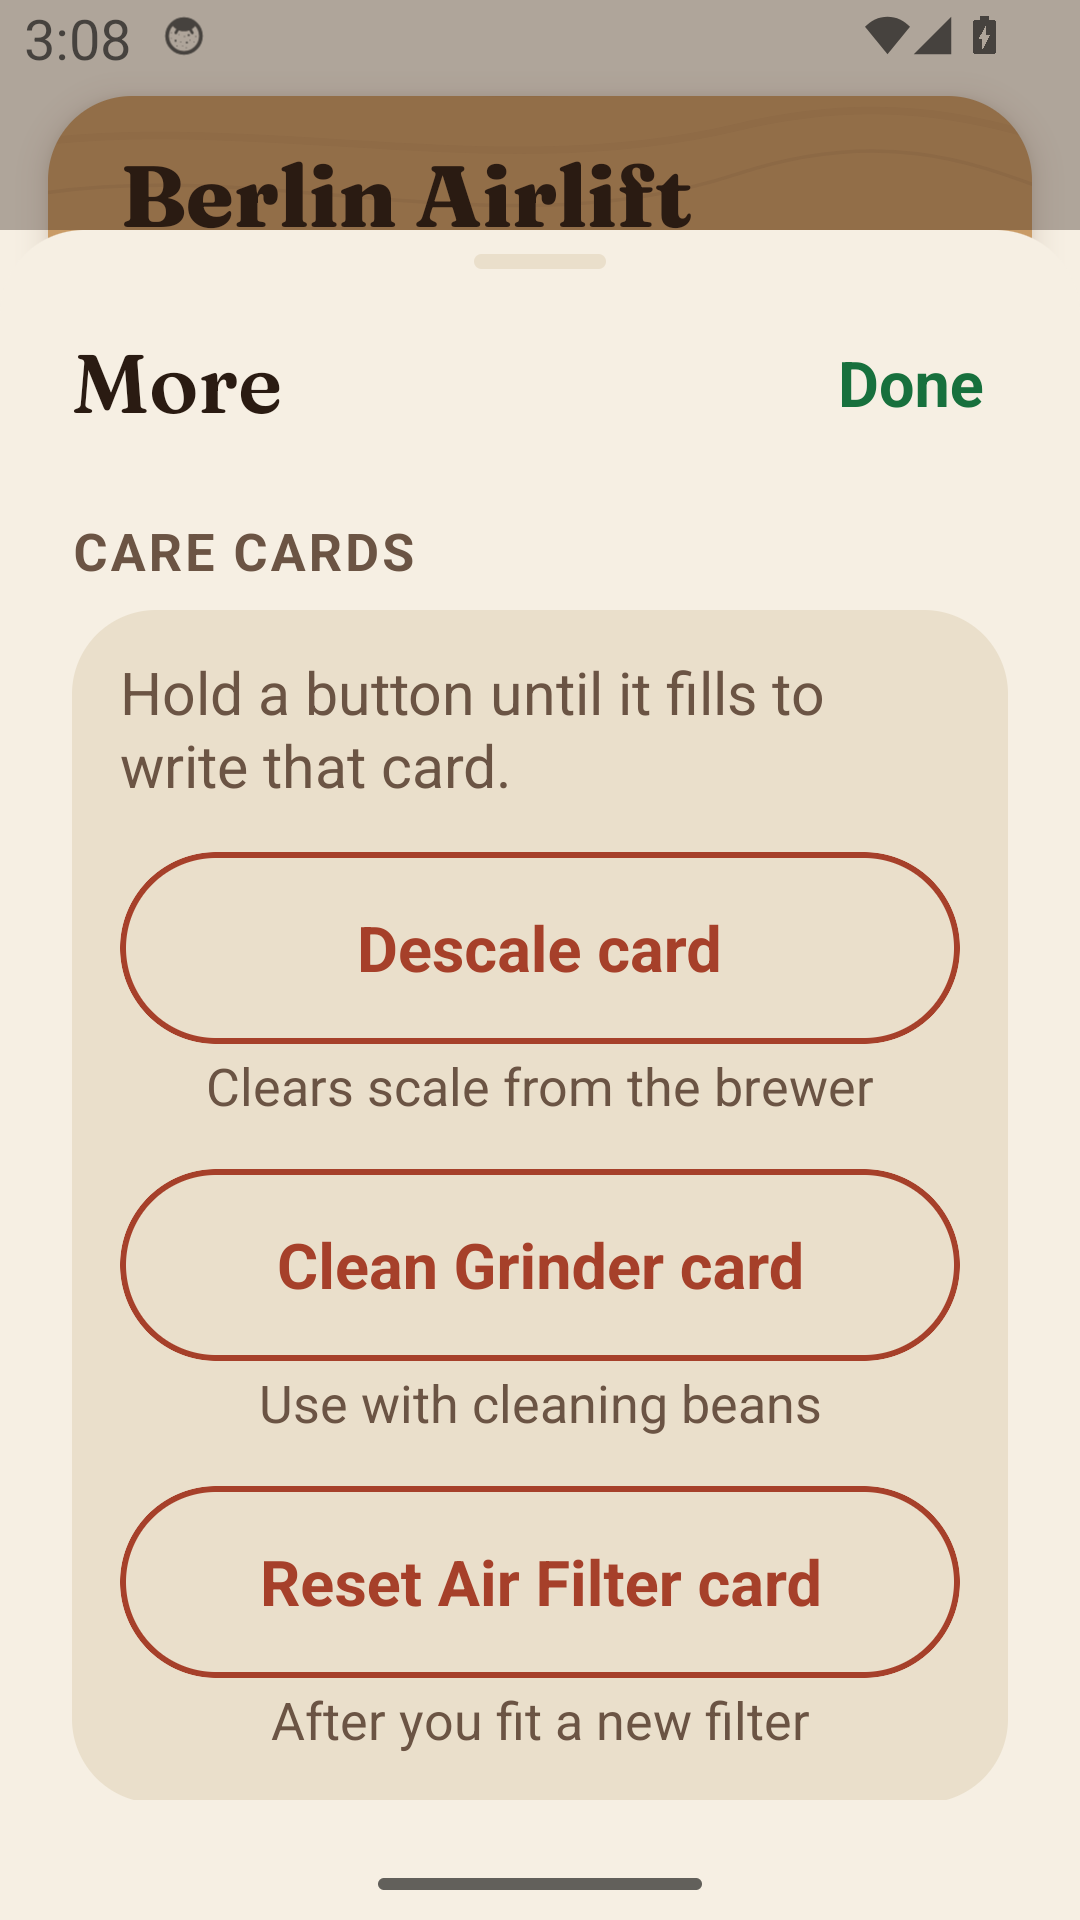 3:08
Berlin Airlift
More
Done
CARE CARDS
Hold a button until it fills to
write that card.
Descale card
Clears scale from the brewer
Clean Grinder card
Use with cleaning beans
Reset Air Filter card
After you fit a new filter